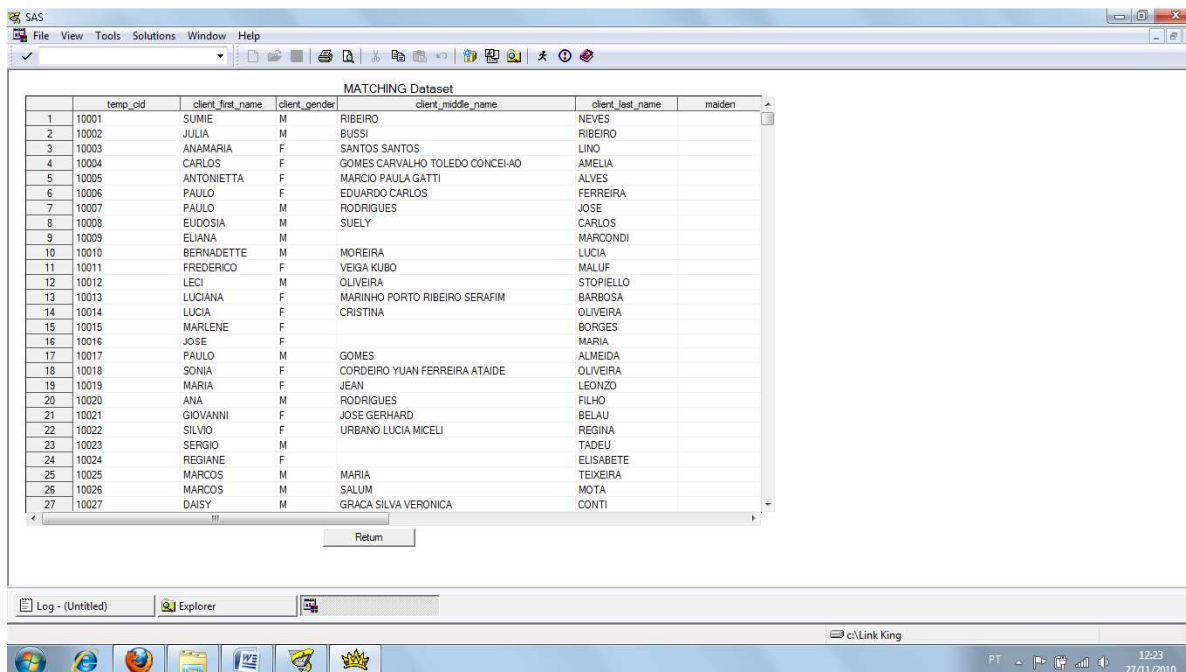 SAS
File View Tools Solutions Window Help
MATCHING Dataset
temp_cid client_first_name client_gender client_middle_name client_last_name maiden
1 10001 SUMIE M RIBEIRO NEVES
2 10002 JULIA M BUSSI RIBEIRO
3 10003 ANAMARIA F SANTOS SANTOS LINO
4 10004 CARLOS F GOMES CARVALHO TOLEDO CONCEI-AO AMELIA
5 10005 ANTONIETTA F MARCIO PAULA GATTI ALVES
6 10006 PAULO F EDUARDO CARLOS FERREIRA
7 10007 PAULO M RODRIGUES JOSE
8 10008 EUDOSIA M SUELY CARLOS
9 10009 ELIANA M MARCONDI
10 10010 BERNADETTE M MOREIRA LUCIA
11 10011 FREDERICO F VEIGA KUBO MALUF
12 10012 LECI M OLIVEIRA STOPIELLO
13 10013 LUCIANA F MARINHO PORTO RIBEIRO SERAFIM BARBOSA
14 10014 LUCIA F CRISTINA OLIVEIRA
15 10015 MARLENE F BORGES
16 10016 JOSE F MARIA
17 10017 PAULO M GOMES ALMEIDA
18 10018 SONIA F CORDEIRO YUAN FERREIRA ATAIDE OLIVEIRA
19 10019 MARIA F JEAN LEONZO
20 10020 ANA M RODRIGUES FILHO
21 10021 GIOVANNI F JOSE GERHARD BELAU
22 10022 SILVIO F URBANO LUCIA MICELI REGINA
23 10023 SERGIO M TADEU
24 10024 REGIANE F ELISABETE
25 10025 MARCOS M MARIA TEIXEIRA
26 10026 MARCOS M SALUM MOTA
27 10027 DAISY M GRACA SILVA VERONICA CONTI
Return
Log - (Untitled) Explorer
c:\Link King
PT 12:23
27/11/2010